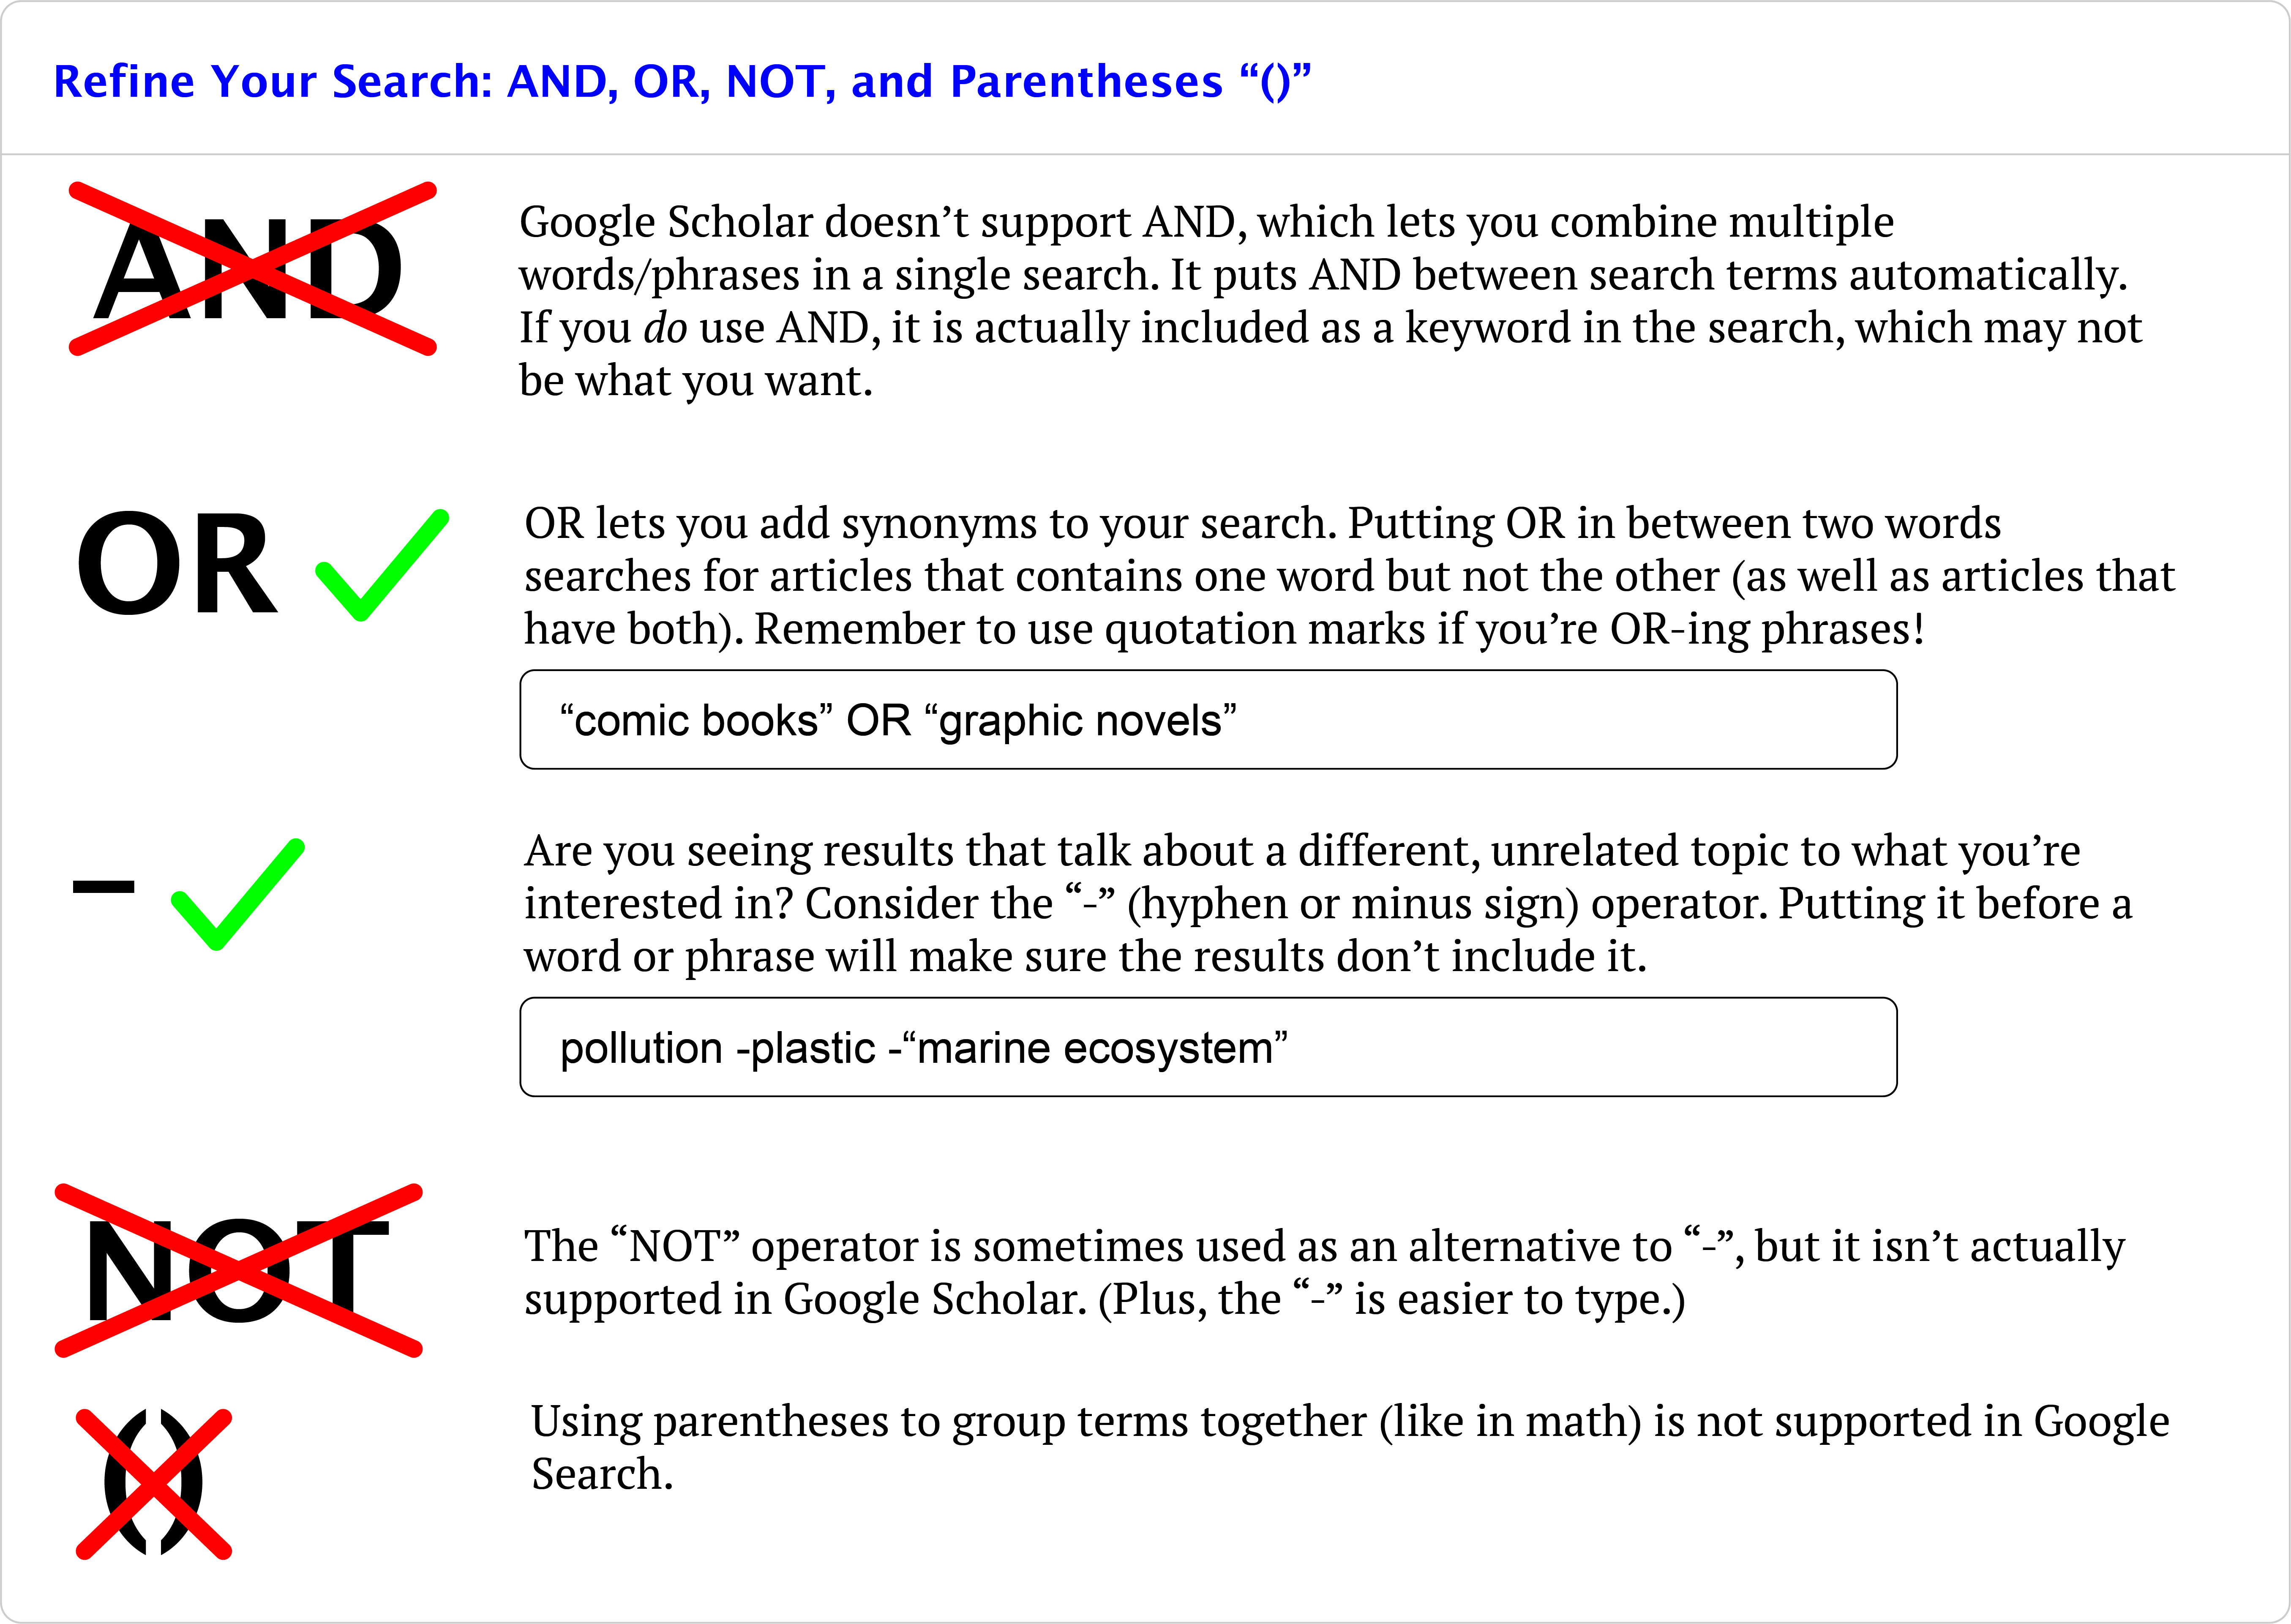 Refine Your Search: AND, OR, NOT, and Parentheses “()”
AND
Google Scholar doesn’t support AND, which lets you combine multiple
words/phrases in a single search. It puts AND between search terms automatically.
If you do use AND, it is actually included as a keyword in the search, which may not
be what you want.
OR
OR lets you add synonyms to your search. Putting OR in between two words
searches for articles that contains one word but not the other (as well as articles that
have both). Remember to use quotation marks if you’re OR-ing phrases!
“comic books” OR “graphic novels”
–
Are you seeing results that talk about a different, unrelated topic to what you’re
interested in? Consider the “-” (hyphen or minus sign) operator. Putting it before a
word or phrase will make sure the results don’t include it.
pollution -plastic -“marine ecosystem”
NOT
The “NOT” operator is sometimes used as an alternative to “-”, but it isn’t actually
supported in Google Scholar. (Plus, the “-” is easier to type.)
()
Using parentheses to group terms together (like in math) is not supported in Google
Search.